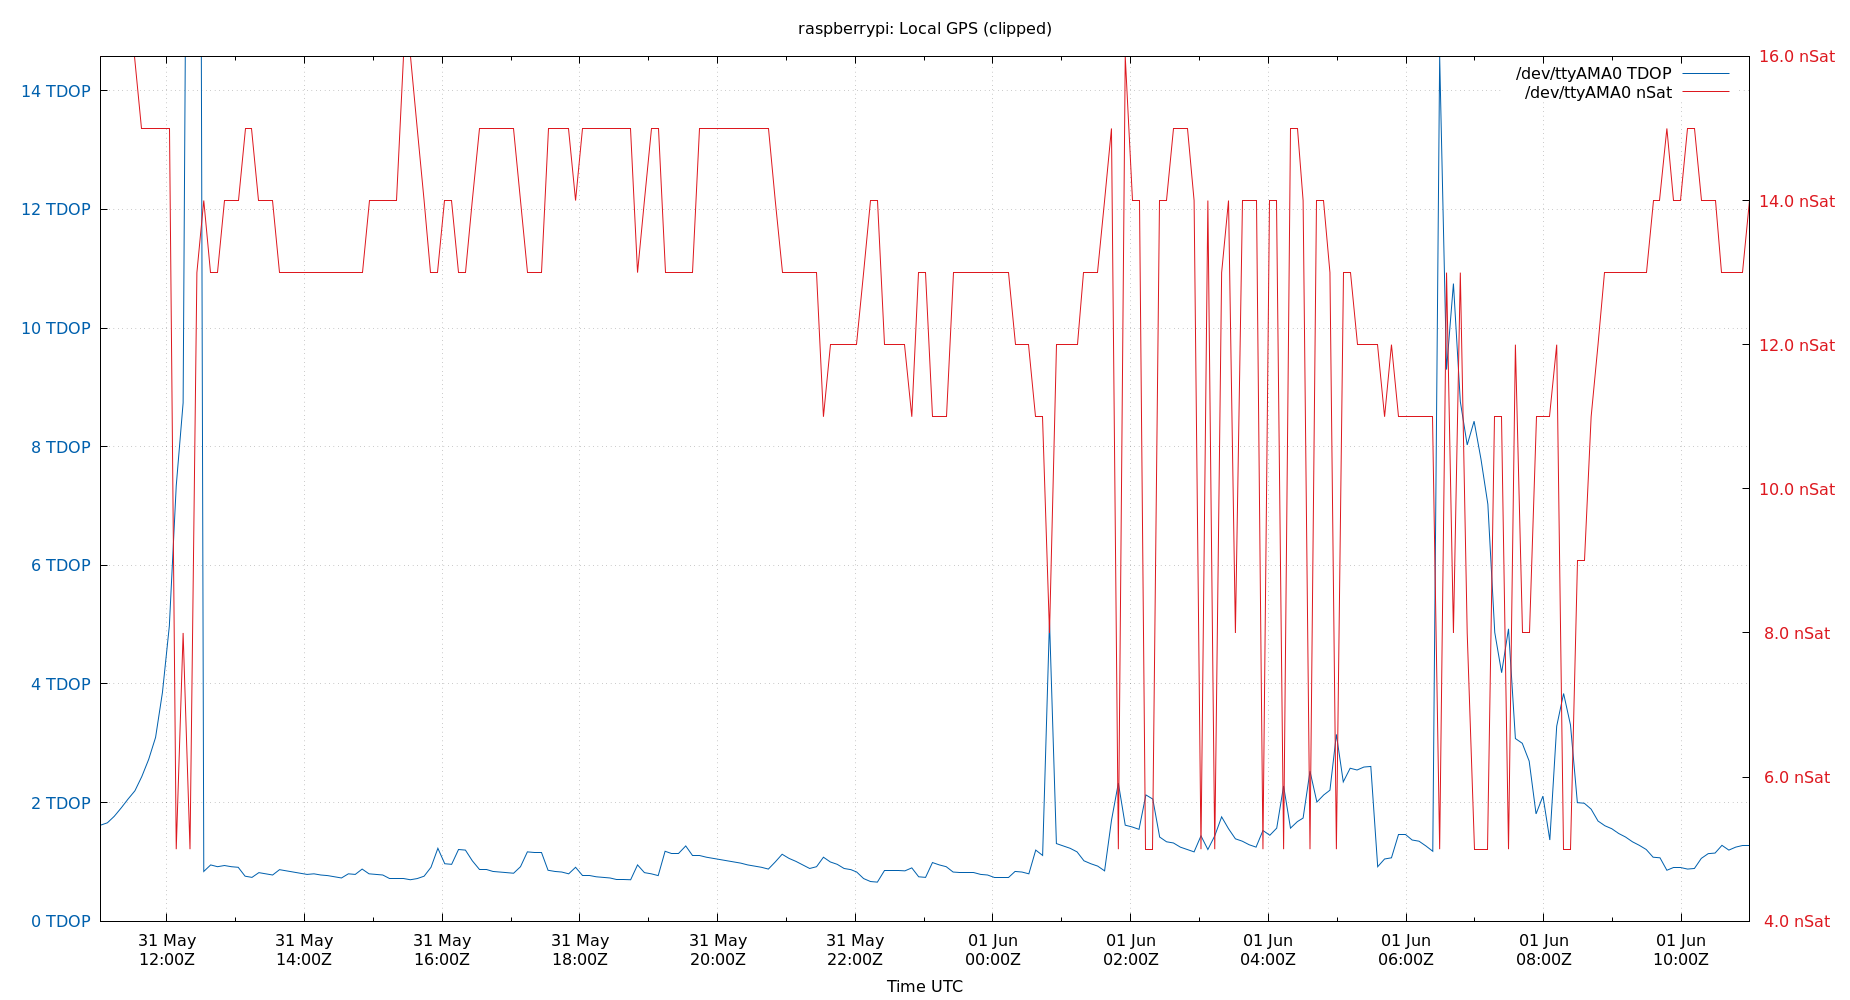 raspberrypi: Local GPS (clipped)
16.0 nSat
/dev/ttyAMA0 TDOP
14 TDOP
/dev/ttyAMA0 nSat
12 TDOP
14.0 nSat
10 TDOP
12.0 nSat
8 TDOP
10.0 nSat
6 TDOP
8.0 nSat
4 TDOP
6.0 nSat
2 TDOP
0 TDOP
4.0 nSat
31 May 31 May 31 May 31 May 31 May 31 May 01 Jun 01 Jun 01 Jun 01 Jun 01 Jun 01 Jun
12:00Z 14:00Z 16:00Z 18:00Z 20:00Z 22:00Z 00:00Z 02:00Z 04:00Z 06:00Z 08:00Z 10:00Z
Time UTC